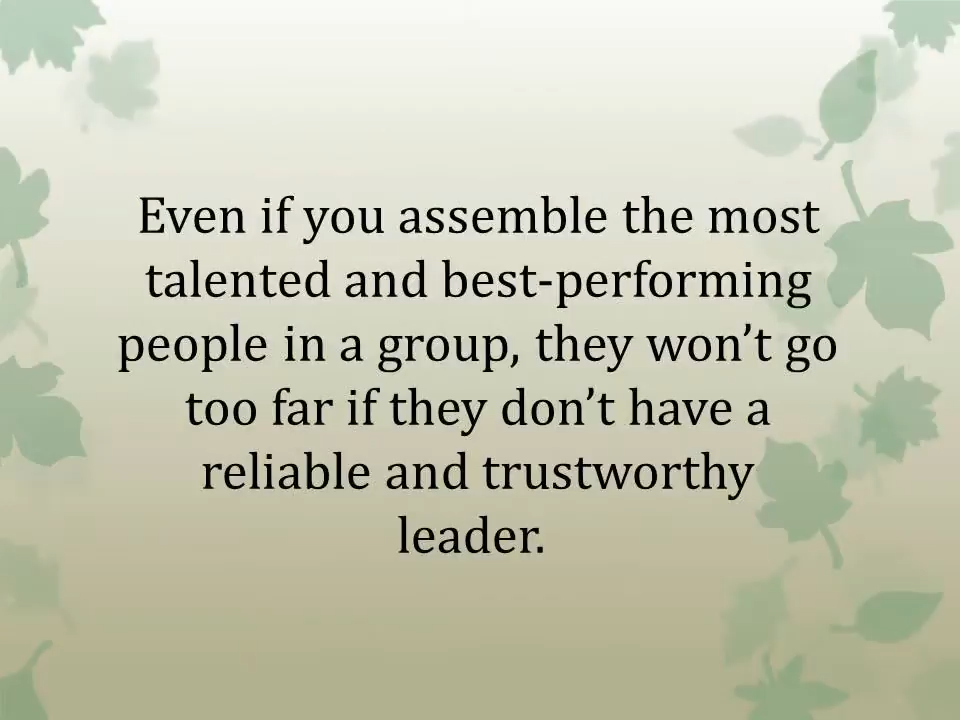 Even if you assemble the most
talented and best-performing
people in a group, they won’t go
too far if they don’t have a
reliable and trustworthy
leader.